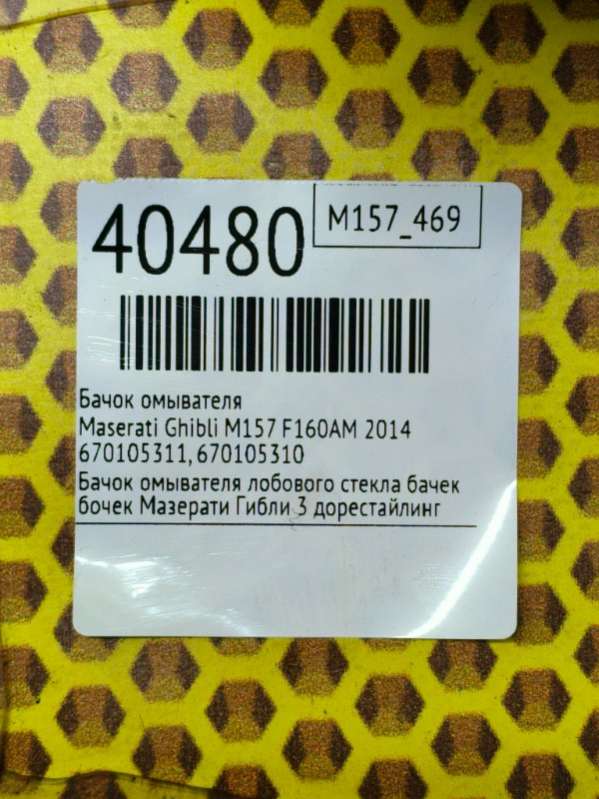 40480
M157_469
Бачок омывателя
Maserati Ghibli M157 F160AM 2014
670105311, 670105310
Бачок омывателя лобового стекла бачек
бочек Мазерати Гибли 3 дорестайлинг